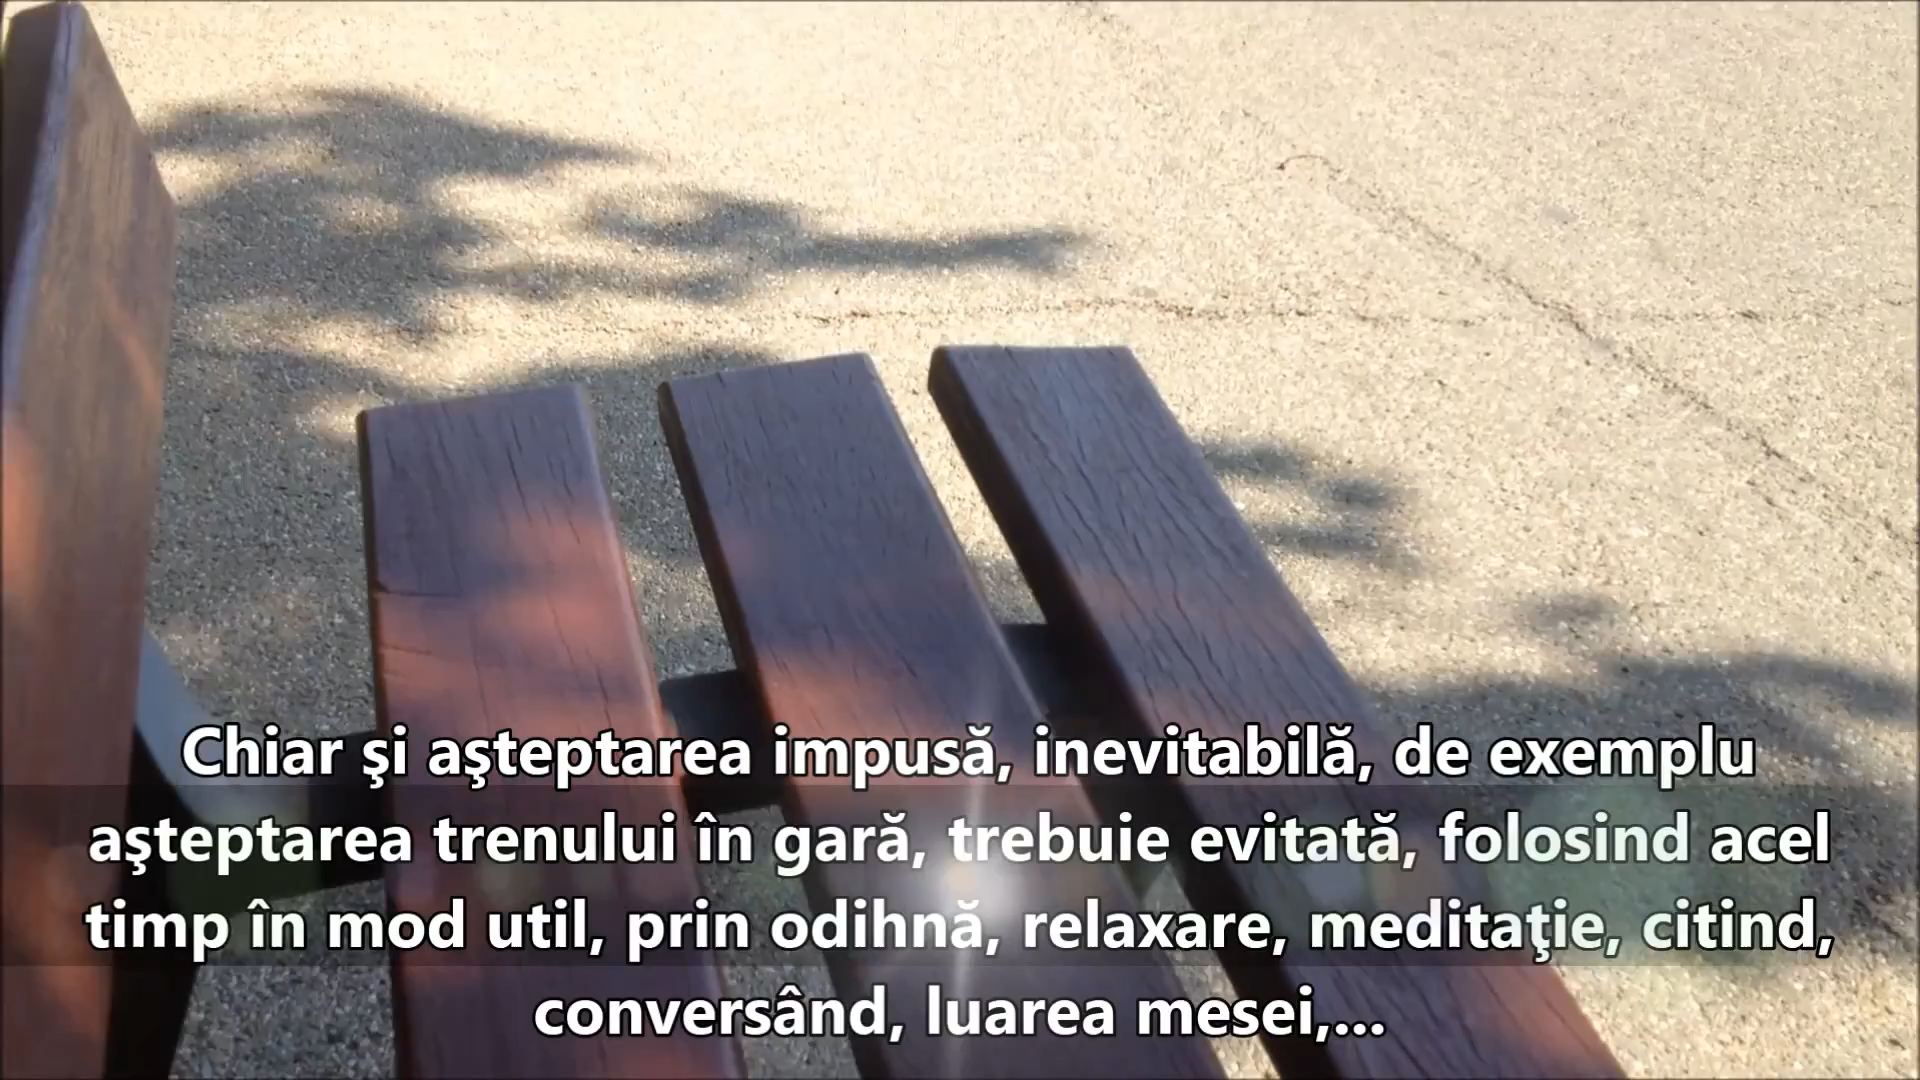 Chiar şi aşteptarea impusă, inevitabilă, de exemplu
aşteptarea trenului în gară, trebuie evitată, folosind acel
timp în mod util, prin odihnă, relaxare, meditaţie, citind,
conversând, luarea mesei,...